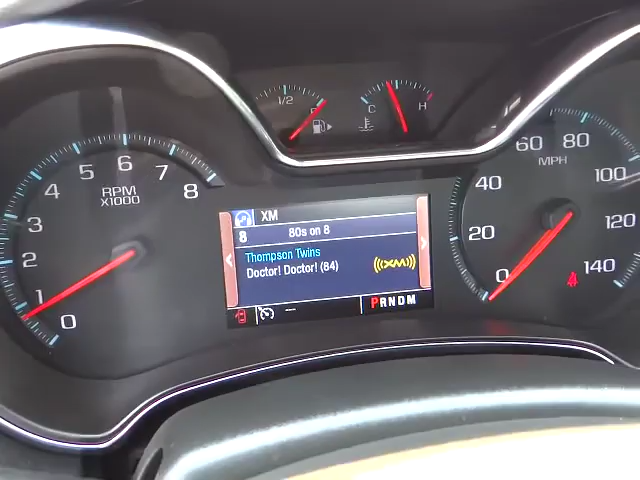 1/2
F
C
H
RPM
X1000
0
1
2
3
4
5
6
7
8
XM
8
80s on 8
Thompson Twins
Doctor! Doctor! (84)
XM
--
PRNDM
MPH
0
20
40
60
80
100
120
140